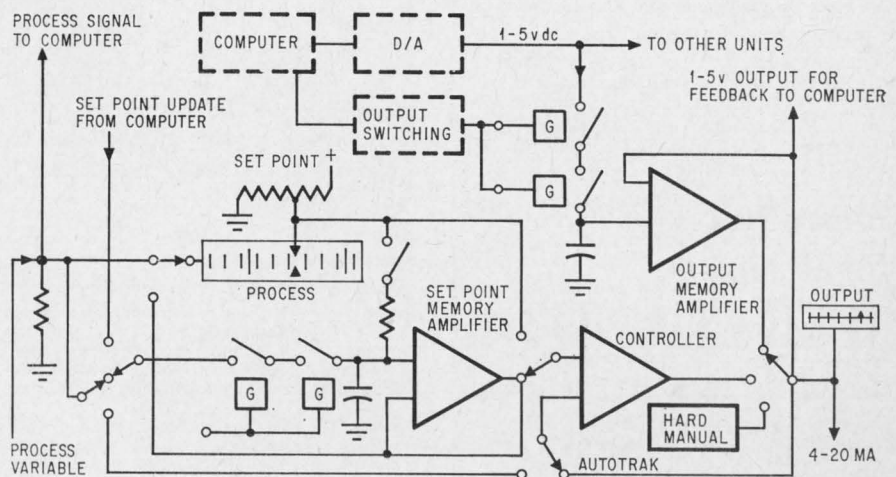 PROCESS SIGNAL
TO COMPUTER
COMPUTER
D/A
1-5vdc
TO OTHER UNITS
1-5v OUTPUT FOR
FEEDBACK TO COMPUTER
SET POINT UPDATE
FROM COMPUTER
OUTPUT
SWITCHING
G
SET POINT +
G
PROCESS
SET POINT
MEMORY
AMPLIFIER
OUTPUT
MEMORY
AMPLIFIER
OUTPUT
CONTROLLER
G
G
HARD
MANUAL
PROCESS
VARIABLE
AUTOTRAK
4-20 MA